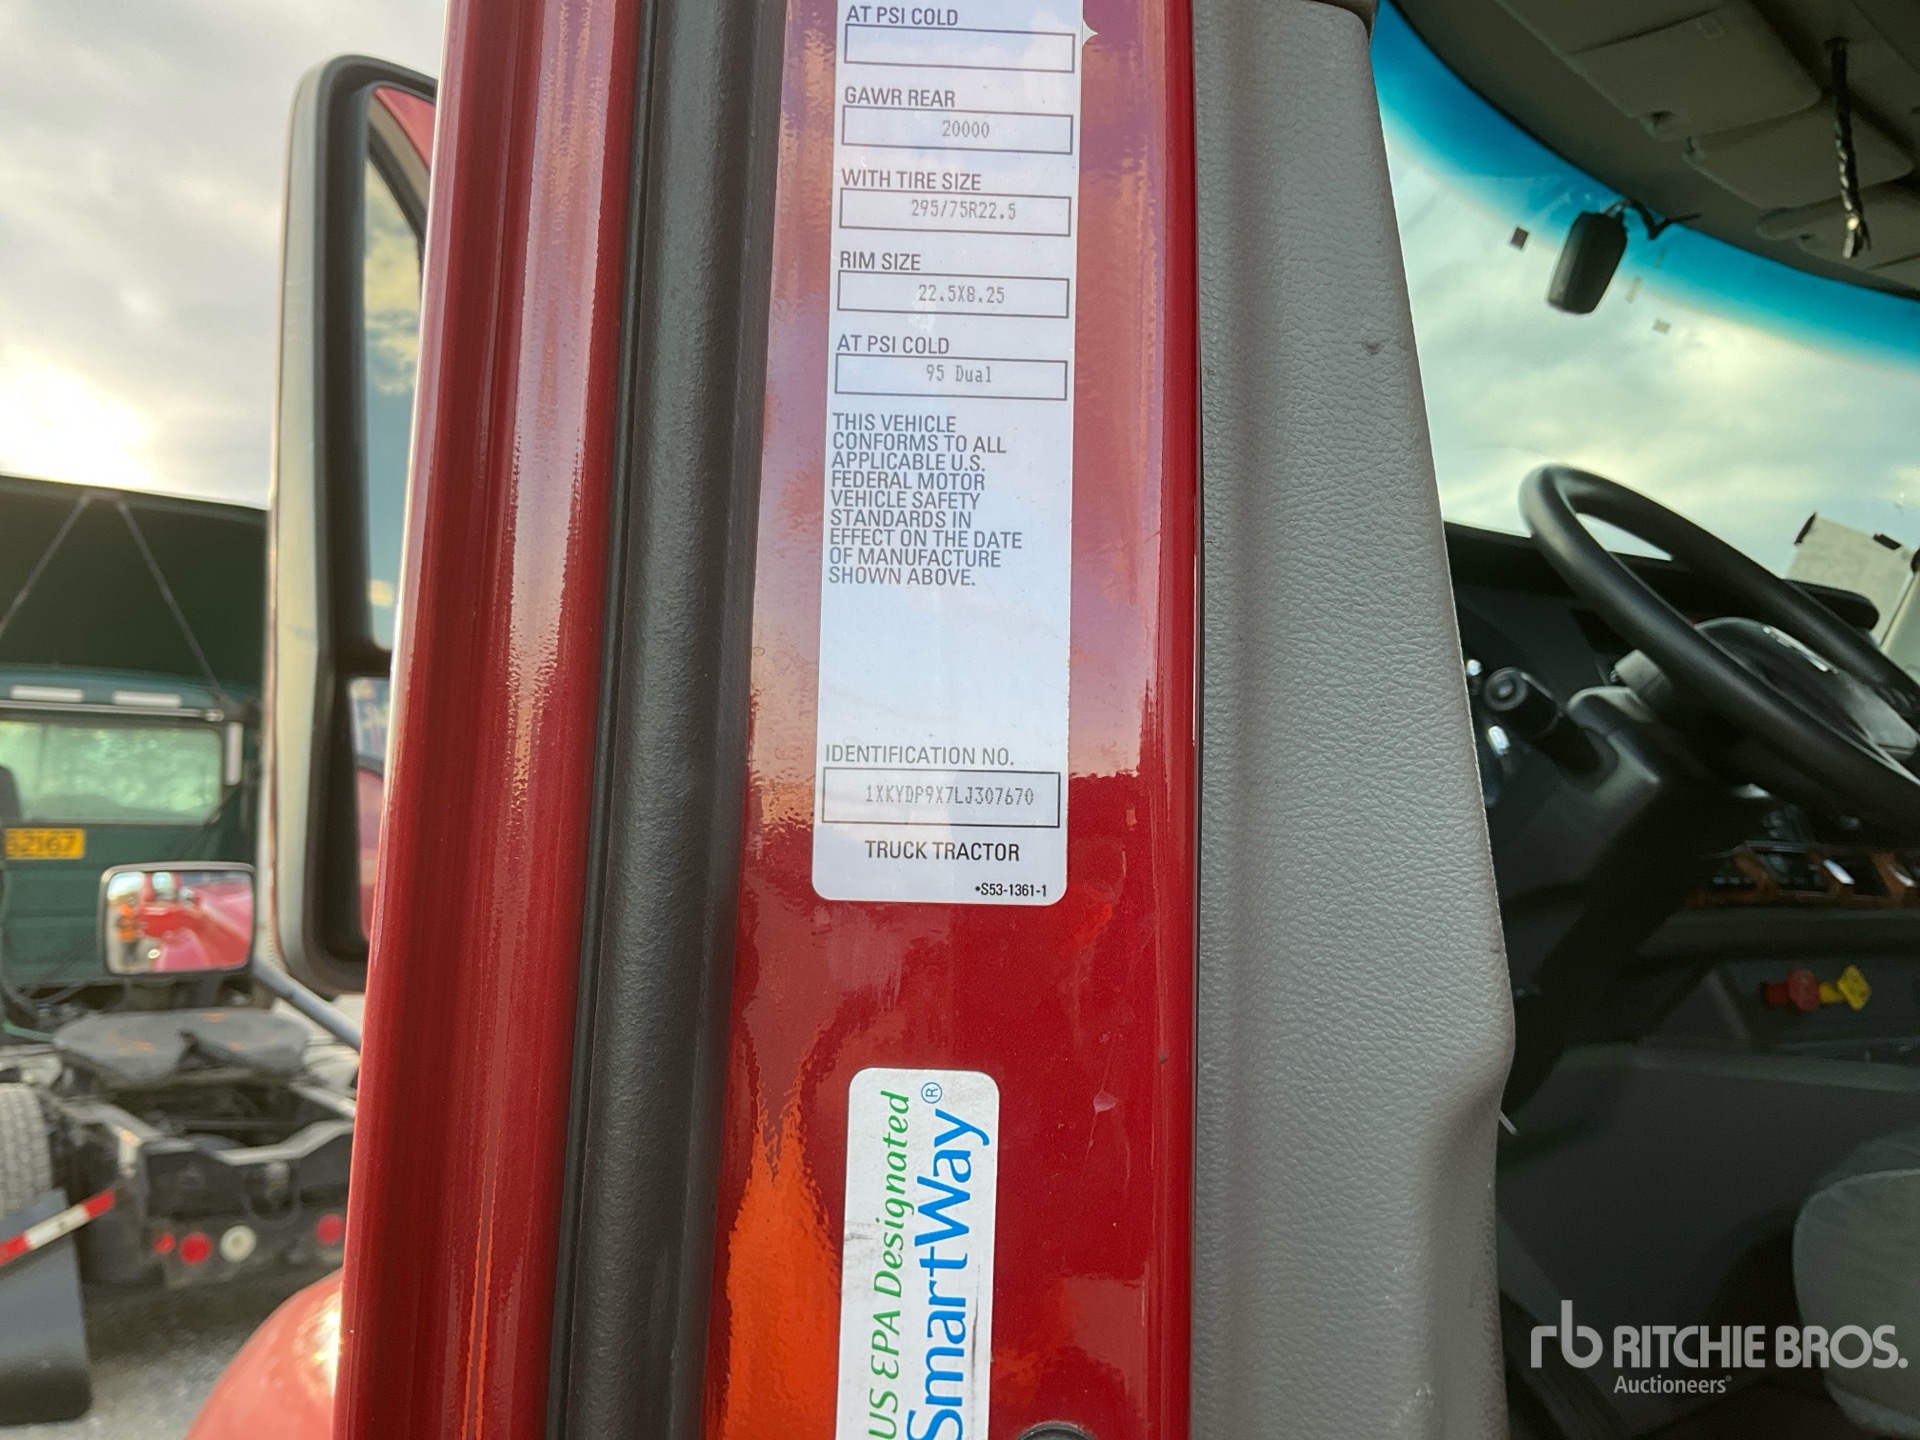 AT PSI COLD
GAWR REAR
20000
WITH TIRE SIZE
295/75R22.5
RIM SIZE
22.5X8.25
AT PSI COLD
95 Dual
THIS VEHICLE
CONFORMS TO ALL
APPLICABLE U.S.
FEDERAL MOTOR
VEHICLE SAFETY
STANDARDS IN
EFFECT ON THE DATE
OF MANUFACTURE
SHOWN ABOVE.
IDENTIFICATION NO.
1XKYDP9X7LJ307670
TRUCK TRACTOR
•S53-1361-1
US EPA Designated
SmartWay®
rb RITCHIE BROS.
Auctioneers